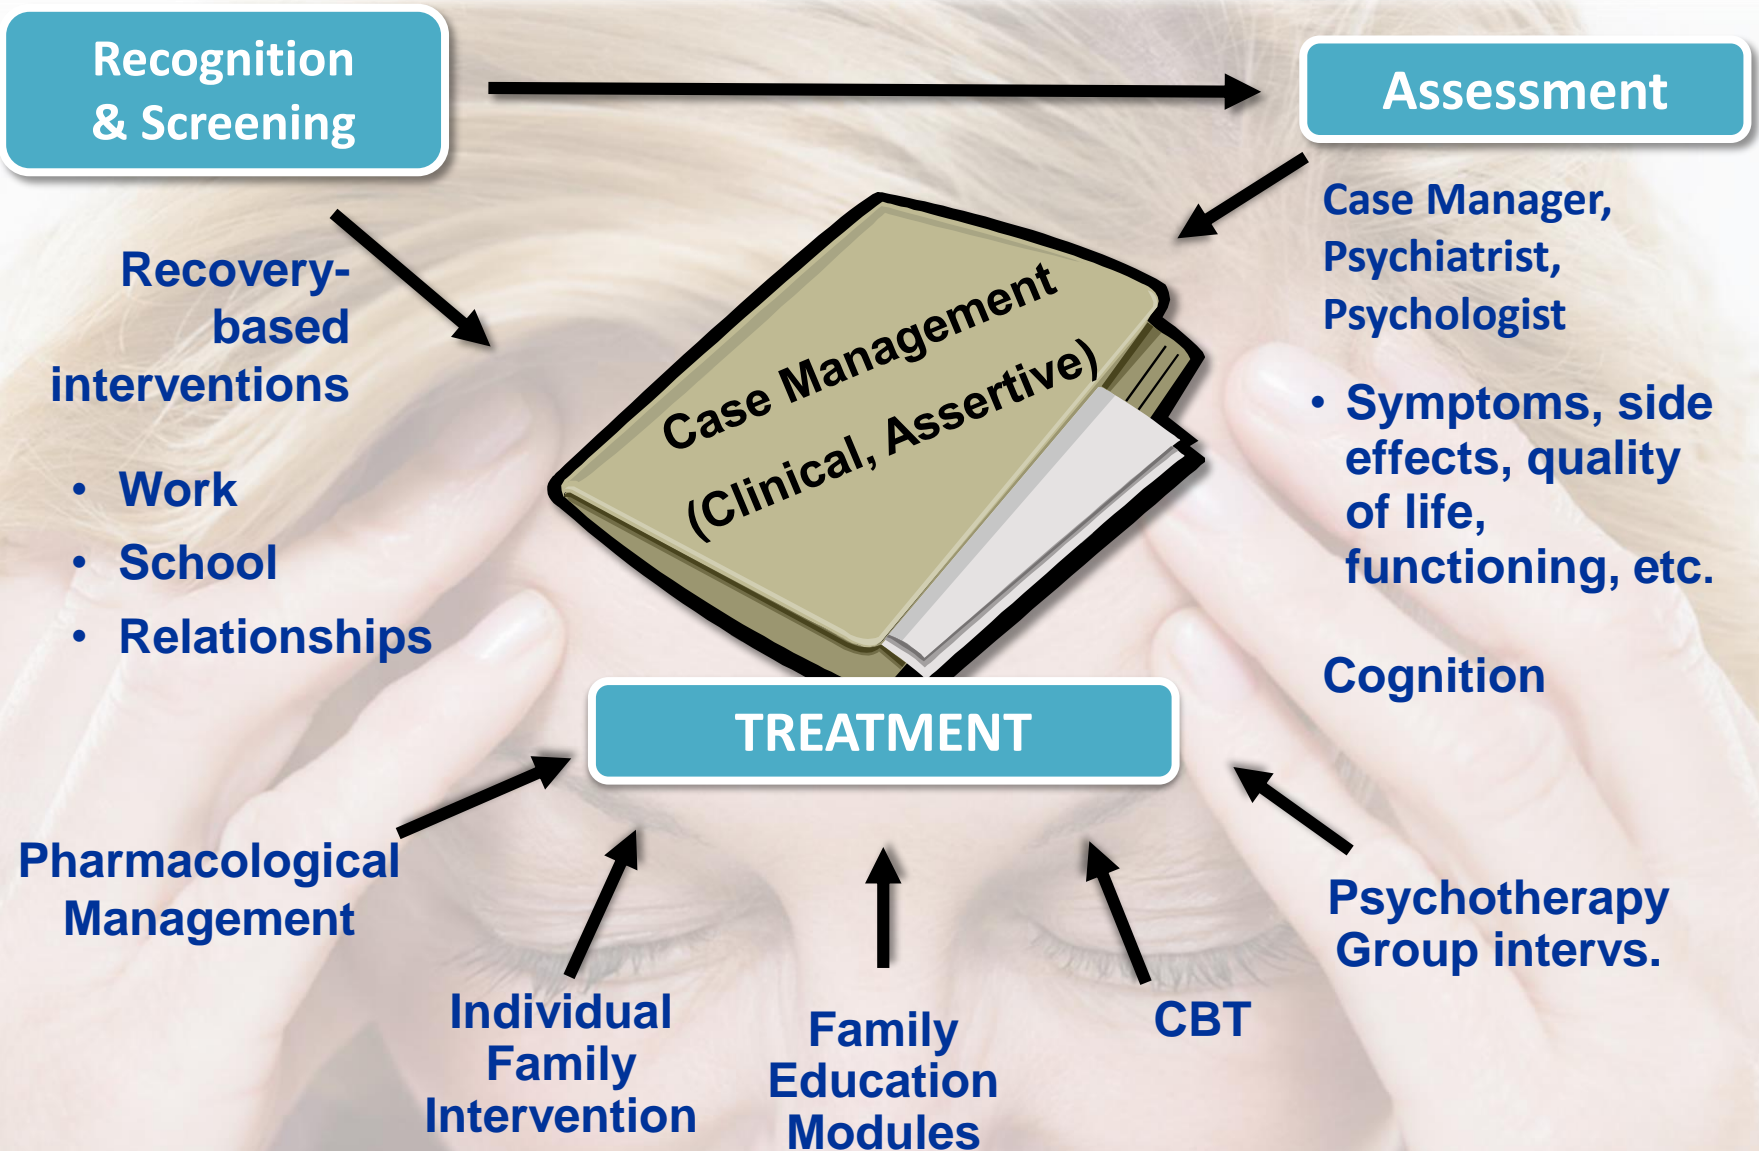 Recognition
& Screening
Assessment
Case Manager,
Psychiatrist,
Psychologist
Recovery-
based
interventions
Case Management
(Clinical, Assertive)
• Symptoms, side
effects, quality
of life,
functioning, etc.
• Work
• School
• Relationships
Cognition
TREATMENT
Pharmacological
Management
Individual
Family
Intervention
Family
Education
Modules
CBT
Psychotherapy
Group intervs.